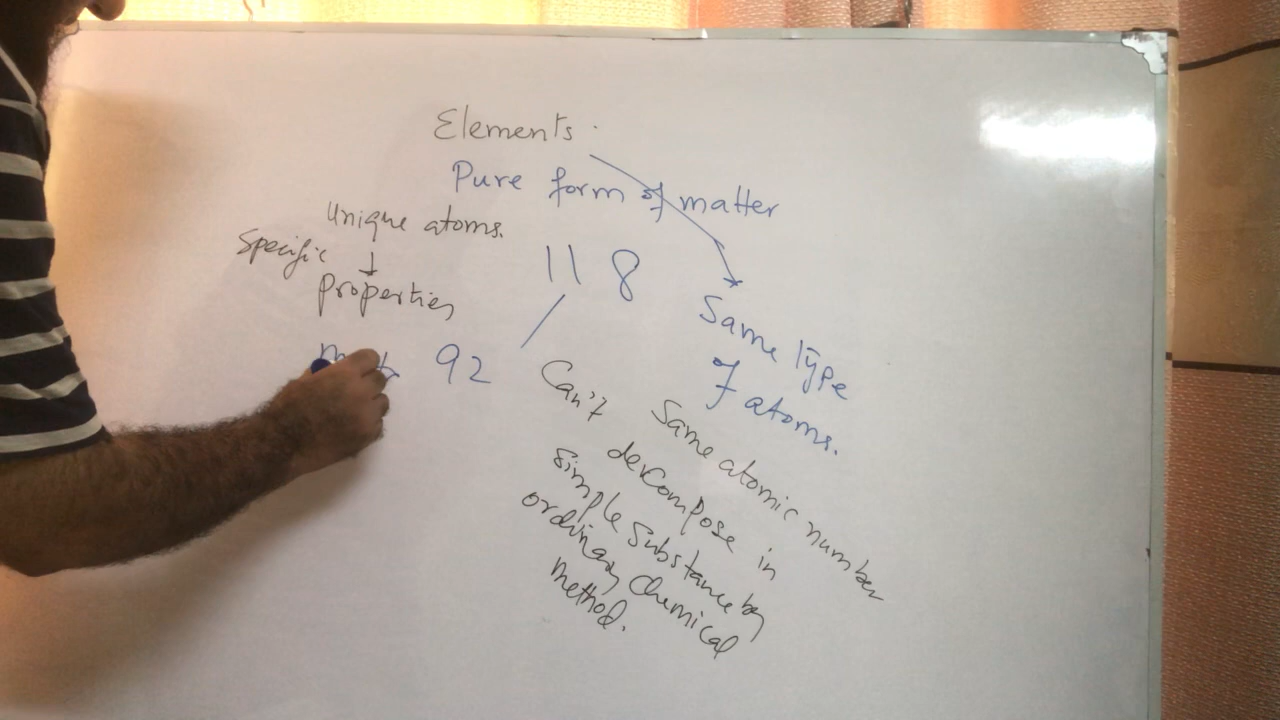 Elements.
Pure form of matter
Unique atoms.
Specific
properties
118
92
Same Type
of atoms.
Same atomic number
Can't decompose in
simple substance by
ordinary chemical
method.